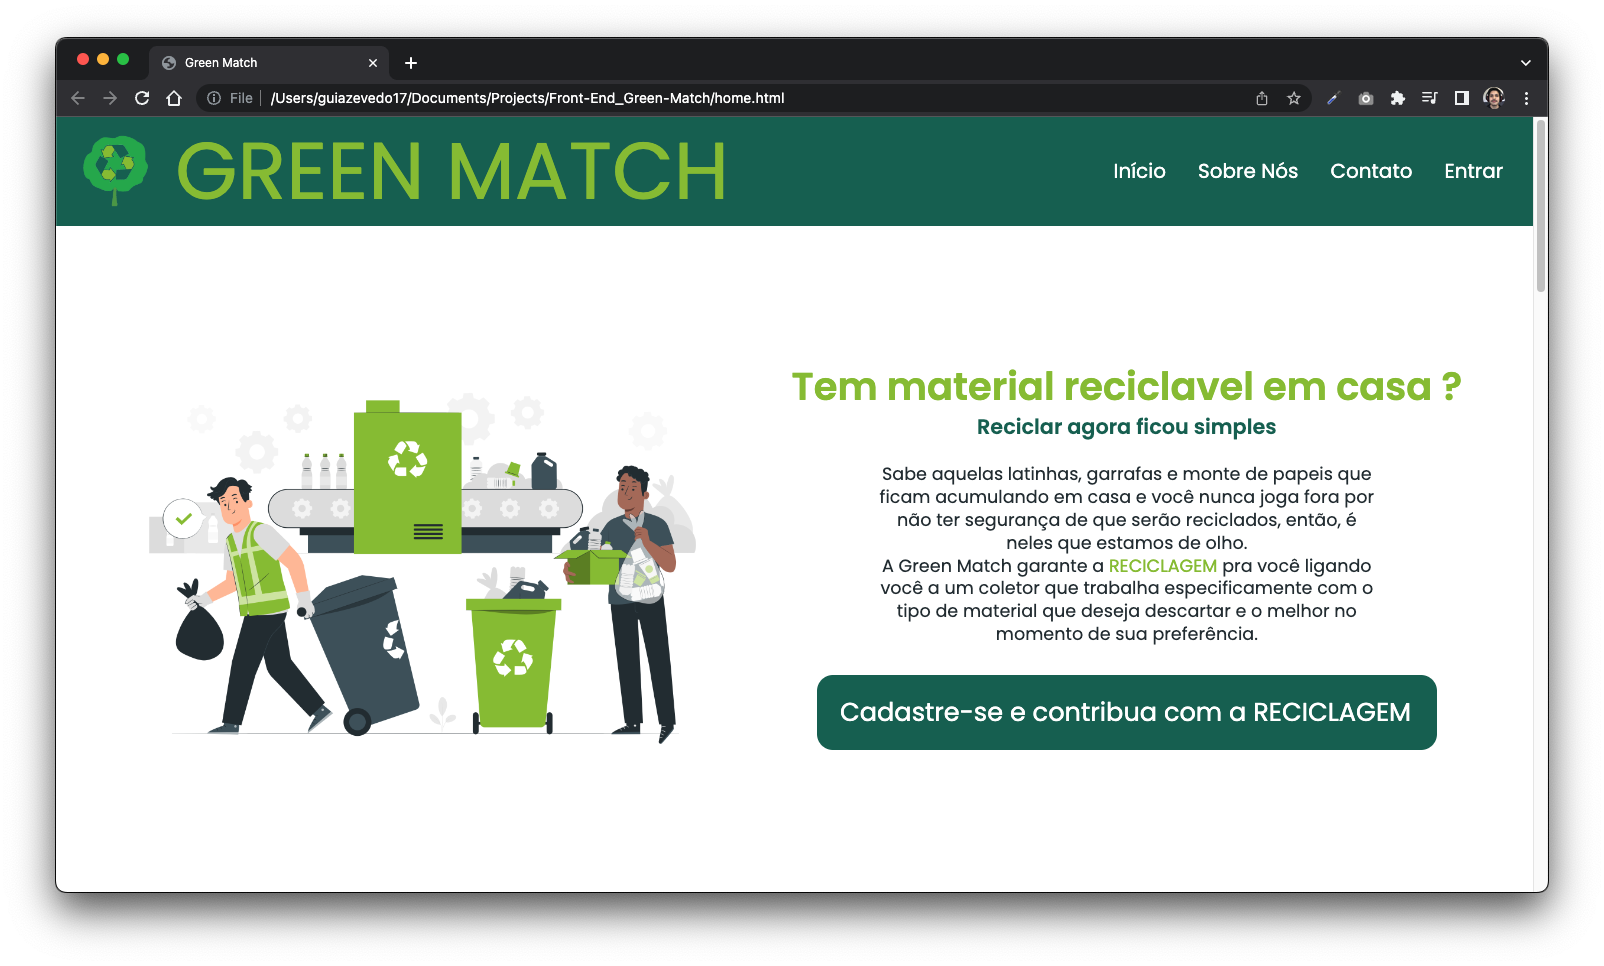 Green Match
File
/Users/guiazevedo17/Documents/Projects/Front-End_Green-Match/home.html
GREEN MATCH
Início Sobre Nós Contato Entrar
Tem material reciclavel em casa ?
Reciclar agora ficou simples
Sabe aquelas latinhas, garrafas e monte de papeis que
ficam acumulando em casa e você nunca joga fora por
não ter segurança de que serão reciclados, então, é
neles que estamos de olho.
A Green Match garante a RECICLAGEM pra você ligando
você a um coletor que trabalha especificamente com o
tipo de material que deseja descartar e o melhor no
momento de sua preferência.
Cadastre-se e contribua com a RECICLAGEM